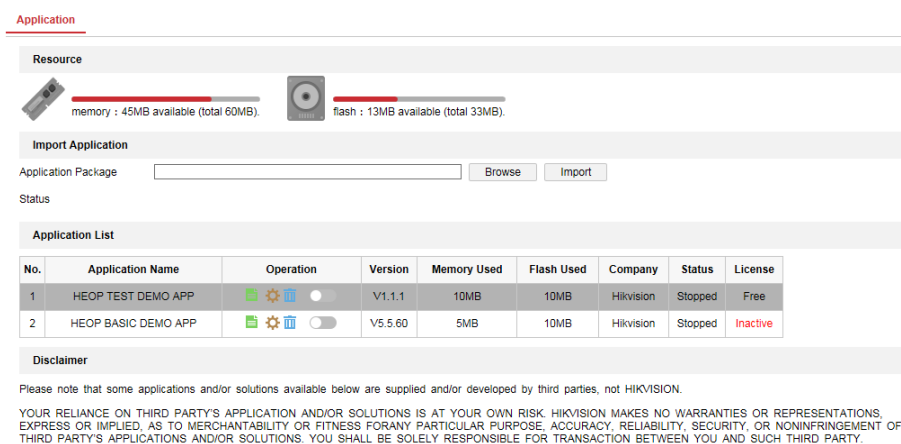 Application
Resource
memory : 45MB available (total 60MB).
flash : 13MB available (total 33MB).
Import Application
Application Package Browse Import
Status
Application List
No. Application Name Operation Version Memory Used Flash Used Company Status License
1 HEOP TEST DEMO APP V1.1.1 10MB 10MB Hikvision Stopped Free
2 HEOP BASIC DEMO APP V5.5.60 5MB 10MB Hikvision Stopped Inactive
Disclaimer
Please note that some applications and/or solutions available below are supplied and/or developed by third parties, not HIKVISION.
YOUR RELIANCE ON THIRD PARTY'S APPLICATION AND/OR SOLUTIONS IS AT YOUR OWN RISK. HIKVISION MAKES NO WARRANTIES OR REPRESENTATIONS,
EXPRESS OR IMPLIED, AS TO MERCHANTABILITY OR FITNESS FORANY PARTICULAR PURPOSE, ACCURACY, RELIABILITY, SECURITY, OR NONINFRINGEMENT OF
THIRD PARTY'S APPLICATIONS AND/OR SOLUTIONS. YOU SHALL BE SOLELY RESPONSIBLE FOR TRANSACTION BETWEEN YOU AND SUCH THIRD PARTY.